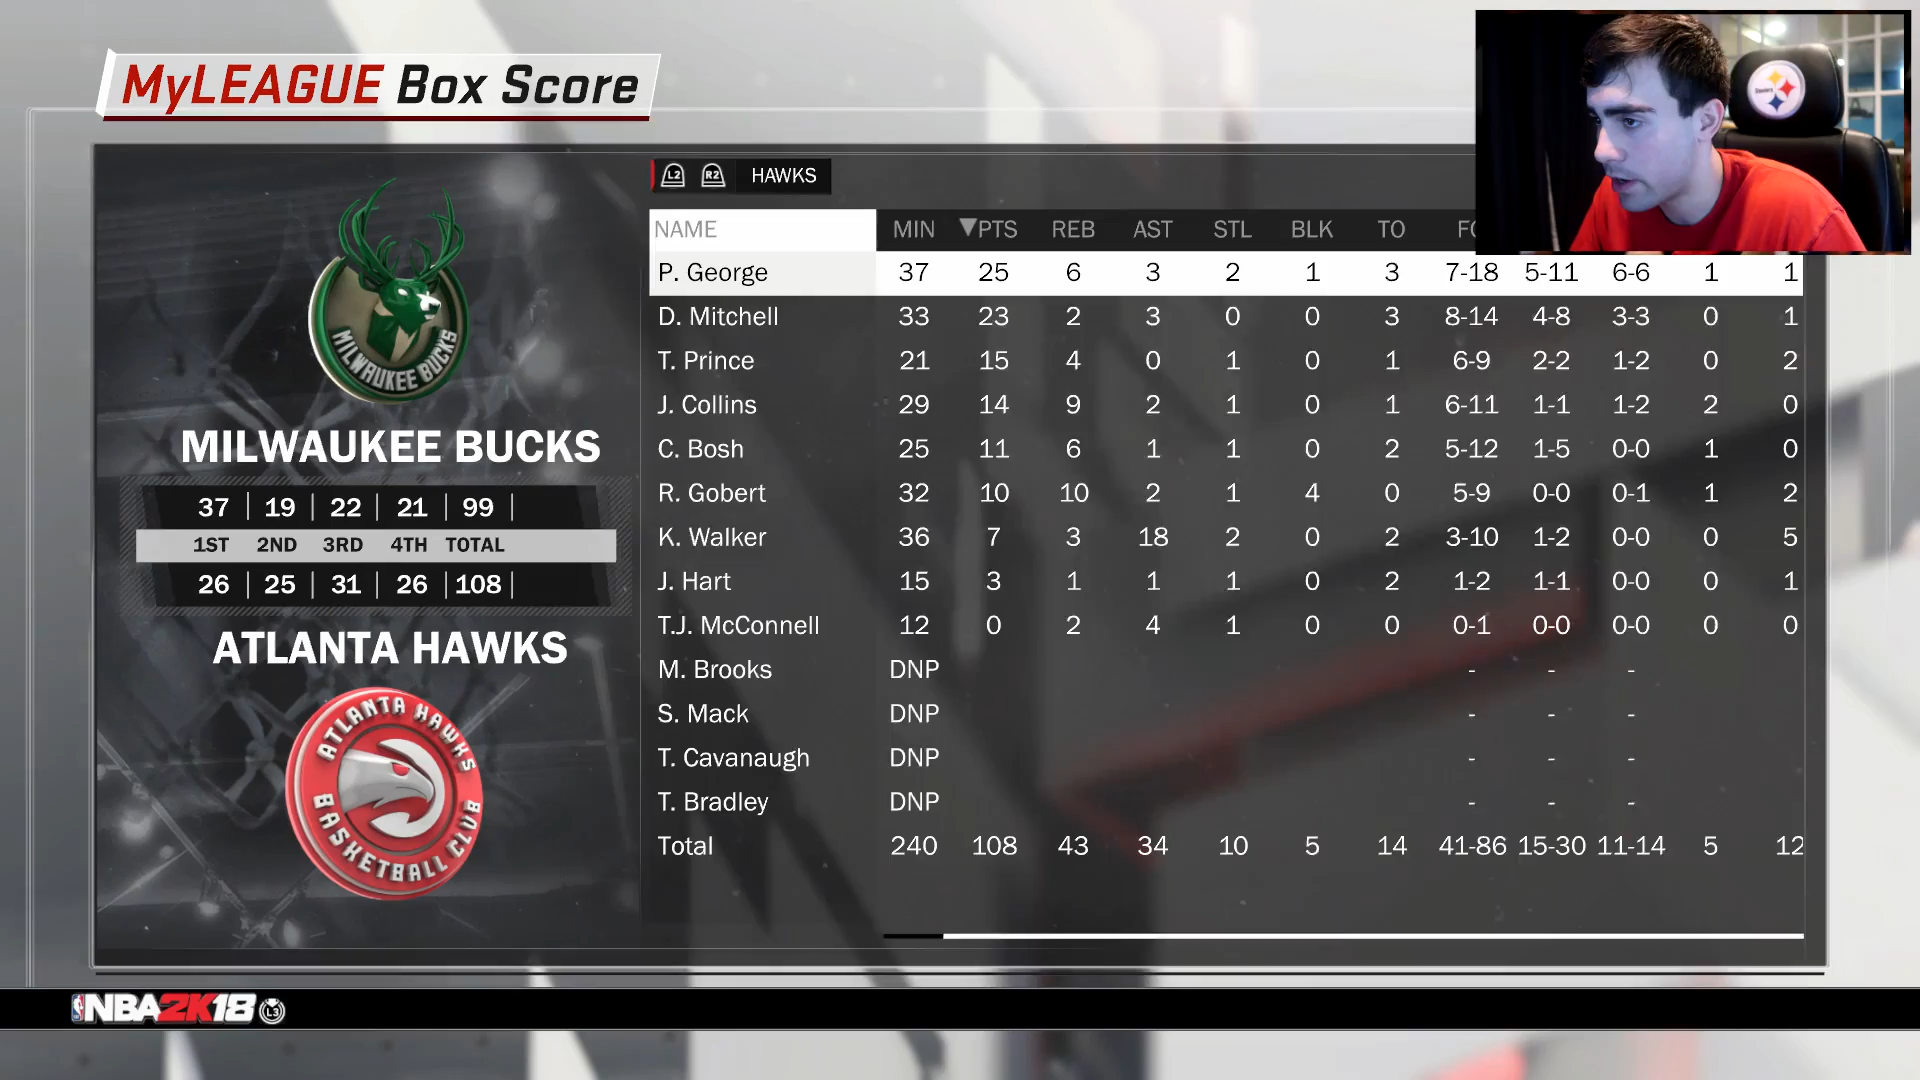 MyLEAGUE Box Score
L2 R2 HAWKS
NAME MIN PTS REB AST STL BLK TO
P. George 37 25 6 3 2 1 3 7-18 5-11 6-6 1 1
D. Mitchell 33 23 2 3 0 0 3 8-14 4-8 3-3 0 1
T. Prince 21 15 4 0 1 0 1 6-9 2-2 1-2 0 2
J. Collins 29 14 9 2 1 0 1 6-11 1-1 1-2 2 0
C. Bosh 25 11 6 1 1 0 2 5-12 1-5 0-0 1 0
R. Gobert 32 10 10 2 1 4 0 5-9 0-0 0-1 1 2
K. Walker 36 7 3 18 2 0 2 3-10 1-2 0-0 0 5
J. Hart 15 3 1 1 1 0 2 1-2 1-1 0-0 0 1
T.J. McConnell 12 0 2 4 1 0 0 0-1 0-0 0-0 0 0
M. Brooks DNP - - -
S. Mack DNP - - -
T. Cavanaugh DNP - - -
T. Bradley DNP - - -
Total 240 108 43 34 10 5 14 41-86 15-30 11-14 5 12
MILWAUKEE BUCKS
MILWAUKEE BUCKS
37 | 19 | 22 | 21 | 99 |
1ST 2ND 3RD 4TH TOTAL
26 | 25 | 31 | 26 | 108 |
ATLANTA HAWKS
ATLANTA HAWKS
BASKETBALL CLUB
NBA 2K18 L3
Steelers